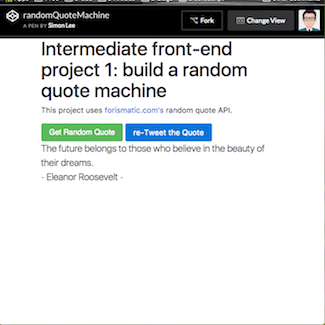 randomQuoteMachine
A PEN BY Simon Lee
Fork
Change View
Intermediate front-end
project 1: build a random
quote machine
This project uses forismatic.com's random quote API.
Get Random Quote
re-Tweet the Quote
The future belongs to those who believe in the beauty of
their dreams.
- Eleanor Roosevelt -